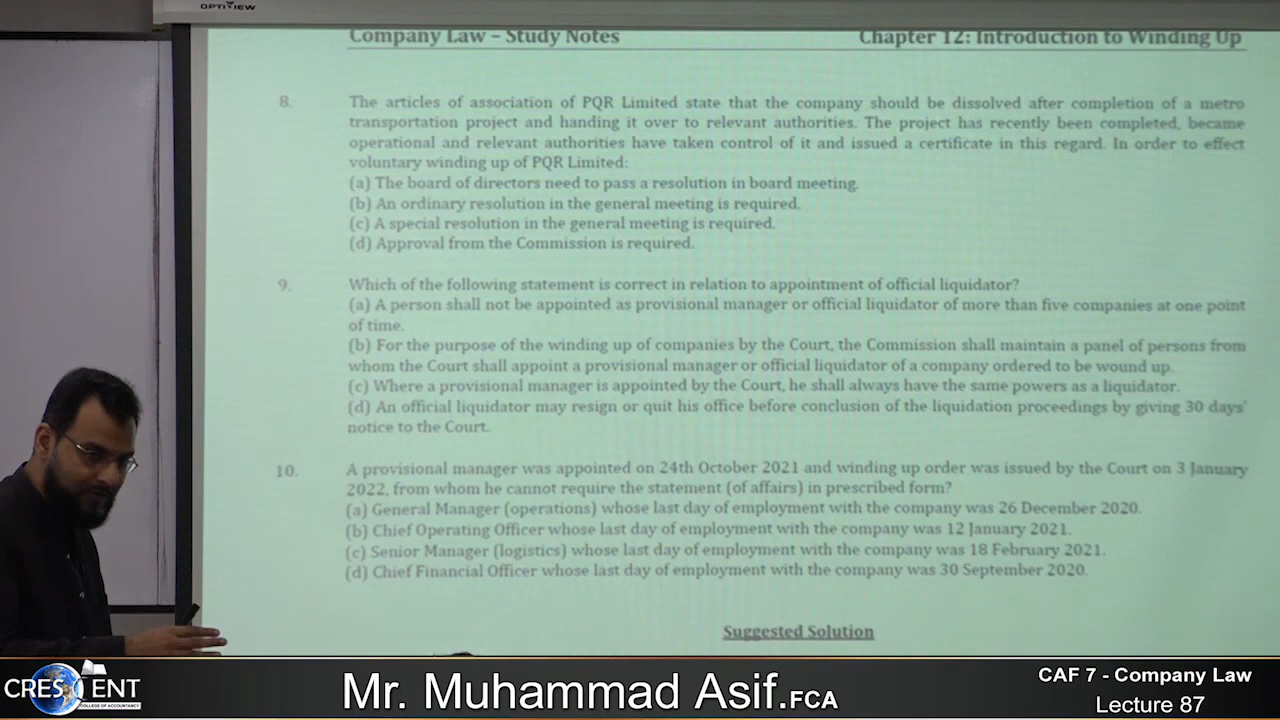 OPTIVIEW
Company Law – Study Notes Chapter 12: Introduction to Winding Up
8. The articles of association of PQR Limited state that the company should be dissolved after completion of a metro
transportation project and handing it over to relevant authorities. The project has recently been completed, became
operational and relevant authorities have taken control of it and issued a certificate in this regard. In order to effect
voluntary winding up of PQR Limited:
(a) The board of directors need to pass a resolution in board meeting.
(b) An ordinary resolution in the general meeting is required.
(c) A special resolution in the general meeting is required.
(d) Approval from the Commission is required.
9. Which of the following statement is correct in relation to appointment of official liquidator?
(a) A person shall not be appointed as provisional manager or official liquidator of more than five companies at one point
of time.
(b) For the purpose of the winding up of companies by the Court, the Commission shall maintain a panel of persons from
whom the Court shall appoint a provisional manager or official liquidator of a company ordered to be wound up.
(c) Where a provisional manager is appointed by the Court, he shall always have the same powers as a liquidator.
(d) An official liquidator may resign or quit his office before conclusion of the liquidation proceedings by giving 30 days'
notice to the Court.
10. A provisional manager was appointed on 24th October 2021 and winding up order was issued by the Court on 3 January
2022, from whom he cannot require the statement (of affairs) in prescribed form?
(a) General Manager (operations) whose last day of employment with the company was 26 December 2020.
(b) Chief Operating Officer whose last day of employment with the company was 12 January 2021.
(c) Senior Manager (logistics) whose last day of employment with the company was 18 February 2021.
(d) Chief Financial Officer whose last day of employment with the company was 30 September 2020.
Suggested Solution
CRESCENT
COLLEGE OF ACCOUNTANCY
Mr. Muhammad Asif.FCA
CAF 7 - Company Law
Lecture 87